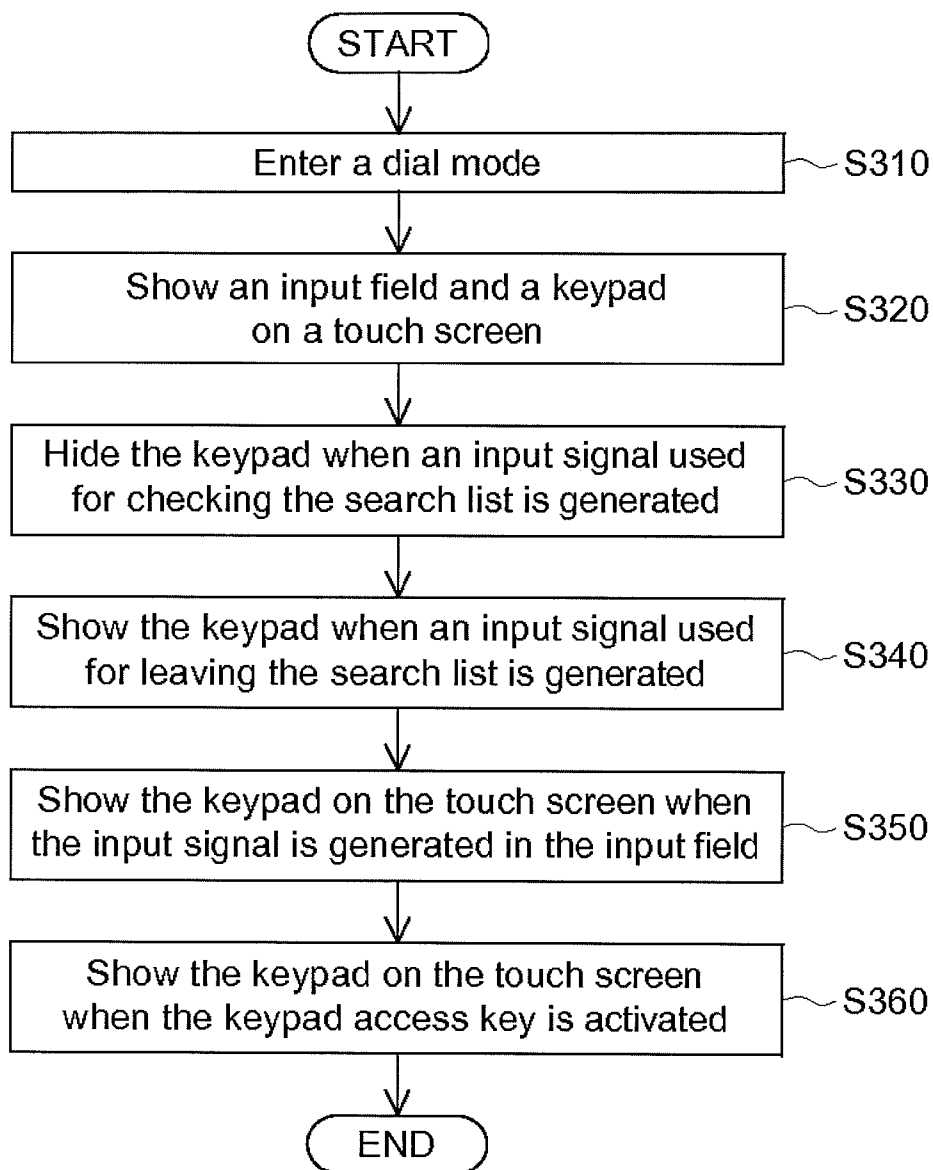 START
Enter a dial mode
S310
Show an input field and a keypad
on a touch screen
S320
Hide the keypad when an input signal used
for checking the search list is generated
S330
Show the keypad when an input signal used
for leaving the search list is generated
S340
Show the keypad on the touch screen when
the input signal is generated in the input field
S350
Show the keypad on the touch screen
when the keypad access key is activated
S360
END